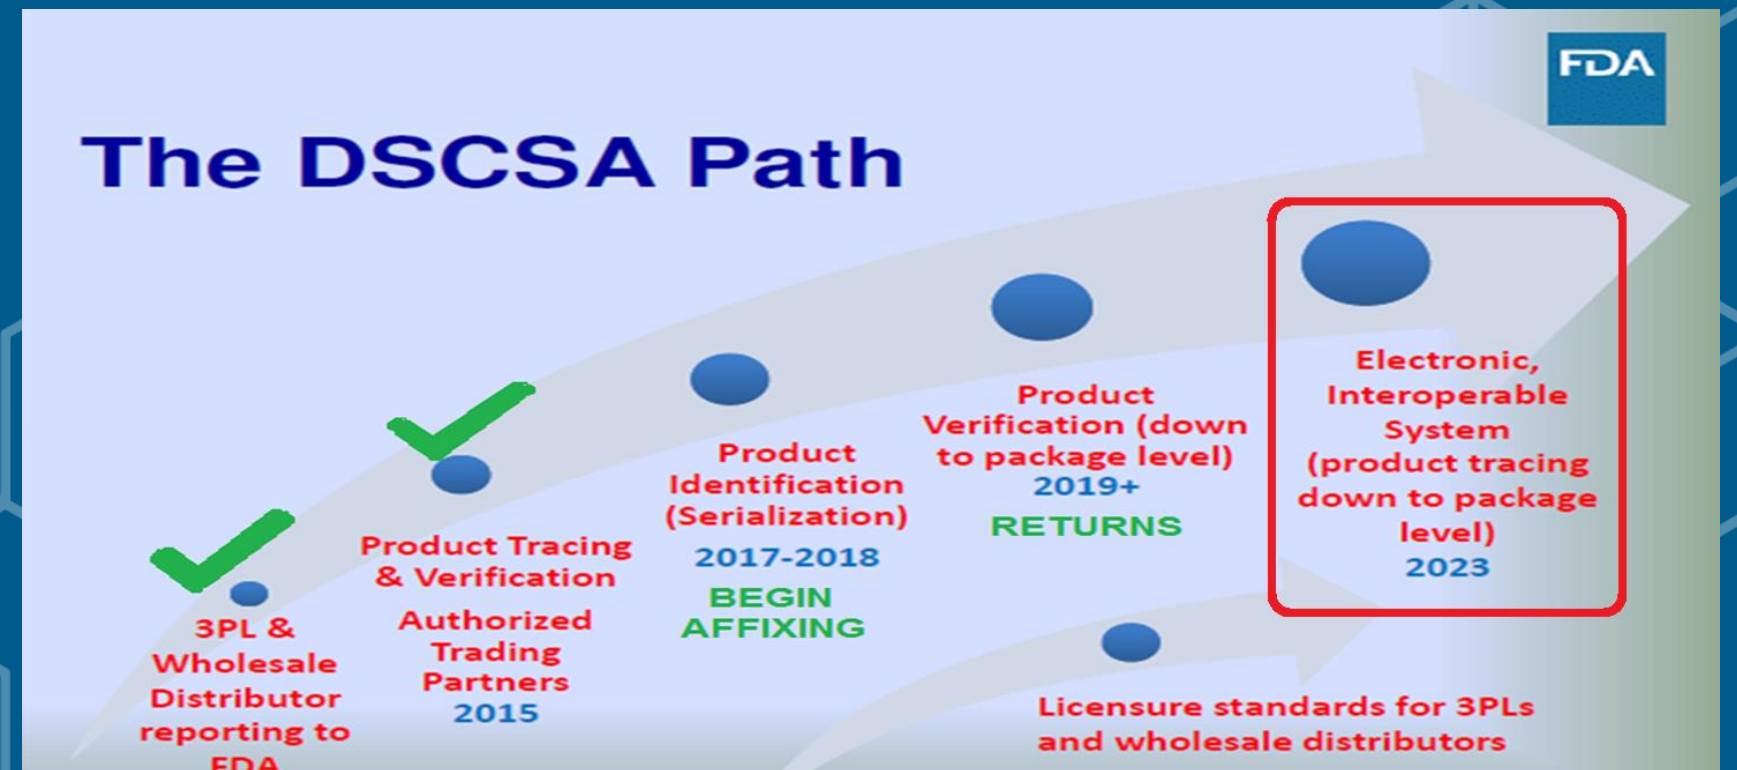 FDA
The DSCSA Path
3PL &
Wholesale
Distributor
reporting to
FDA
Product Tracing
& Verification
Authorized
Trading
Partners
2015
Product
Identification
(Serialization)
2017-2018
BEGIN
AFFIXING
Product
Verification (down
to package level)
2019+
RETURNS
Electronic,
Interoperable
System
(product tracing
down to package
level)
2023
Licensure standards for 3PLs
and wholesale distributors